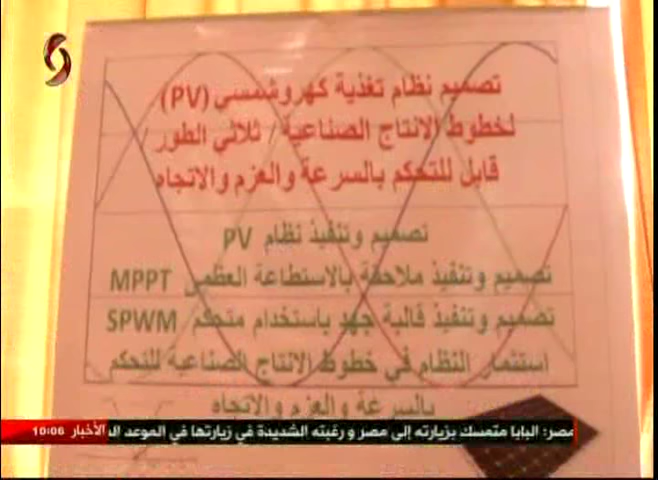 تصميم نظام تغذية كهروشمسي (PV)
لخطوط الانتاج الصناعية / ثلاثي الطور /
قابل للتحكم بالسرعة والعزم والاتجاه
تصميم وتنفيذ نظام PV
تصميم وتنفيذ ملاحقة بالاستطاعة العظمى MPPT
تصميم وتنفيذ قالبة جهد باستخدام متحكم SPWM
استثمار النظام في خطوط الانتاج الصناعية للتحكم
بالسرعة والعزم والاتجاه
مصر: البابا متمسك بزيارته إلى مصر و رغبته الشديدة في زيارتها في الموعد
الأخبار 10:06